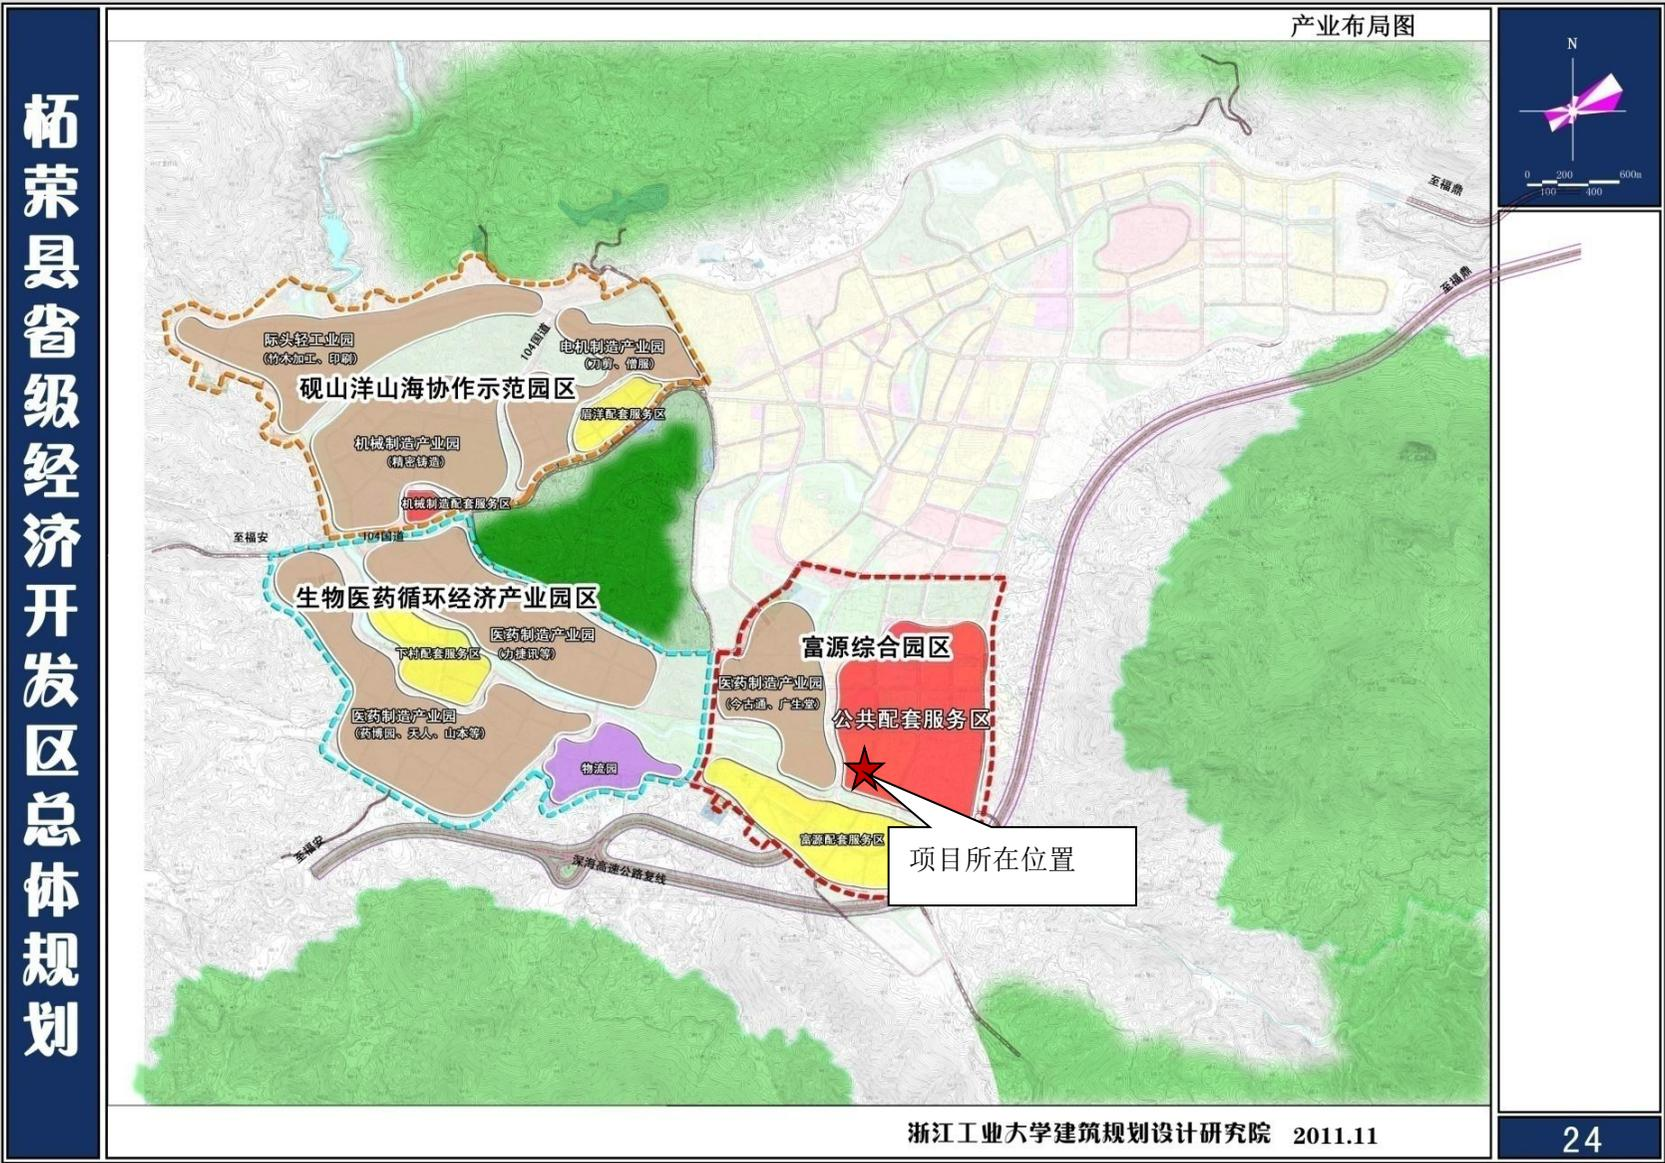 柘荣县省级经济开发区总体规划
产业布局图
N
0 200 600m
100 400
至福鼎
至福鼎
际头轻工业园
(竹木加工、印刷)
104国道
电机制造产业园
(刀剪、僧服)
砚山洋山海协作示范园区
眉洋配套服务区
机械制造产业园
(精密铸造)
机械制造配套服务区
104国道
至福安
生物医药循环经济产业园区
医药制造产业园
(力捷讯等)
下村配套服务区
医药制造产业园
(药博园、天人、山本等)
物流园
富源综合园区
医药制造产业园
(今古通、广生堂)
公共配套服务区
富源配套服务区
项目所在位置
至福安
深海高速公路复线
浙江工业大学建筑规划设计研究院 2011.11
24